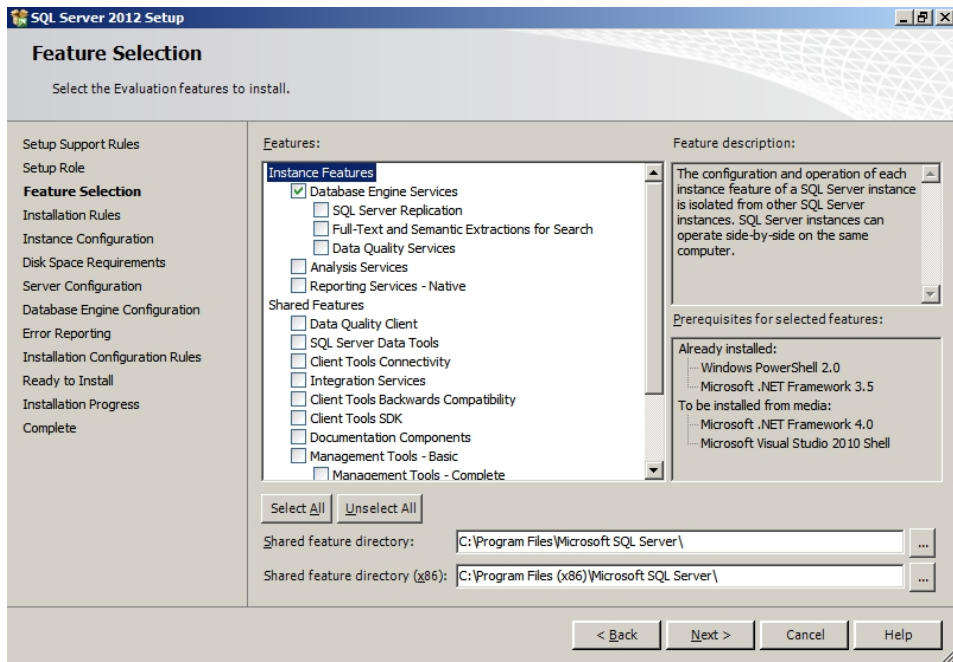 SQL Server 2012 Setup
Feature Selection
Select the Evaluation features to install.
Setup Support Rules
Setup Role
Feature Selection
Installation Rules
Instance Configuration
Disk Space Requirements
Server Configuration
Database Engine Configuration
Error Reporting
Installation Configuration Rules
Ready to Install
Installation Progress
Complete
Features:
Instance Features
Database Engine Services
SQL Server Replication
Full-Text and Semantic Extractions for Search
Data Quality Services
Analysis Services
Reporting Services - Native
Shared Features
Data Quality Client
SQL Server Data Tools
Client Tools Connectivity
Integration Services
Client Tools Backwards Compatibility
Client Tools SDK
Documentation Components
Management Tools - Basic
Management Tools - Complete
Feature description:
The configuration and operation of each
instance feature of a SQL Server instance
is isolated from other SQL Server
instances. SQL Server instances can
operate side-by-side on the same
computer.
Prerequisites for selected features:
Already installed:
Windows PowerShell 2.0
Microsoft .NET Framework 3.5
To be installed from media:
Microsoft .NET Framework 4.0
Microsoft Visual Studio 2010 Shell
Select All
Unselect All
Shared feature directory:
C:\Program Files\Microsoft SQL Server\
...
Shared feature directory (x86):
C:\Program Files (x86)\Microsoft SQL Server\
...
< Back
Next >
Cancel
Help